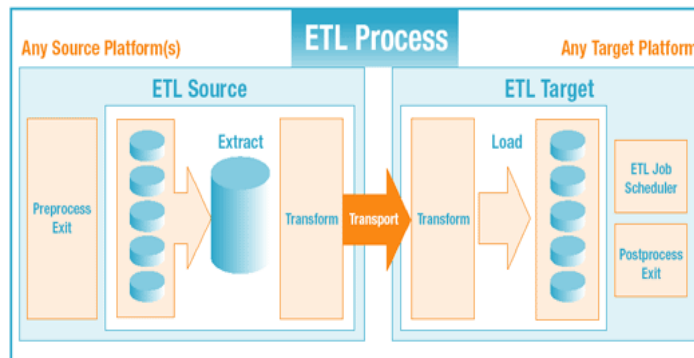 ETL Process
Any Source Platform(s)
Any Target Platform
ETL Source
ETL Target
Preprocess
Exit
Extract
Transform
Transport
Transform
Load
ETL Job
Scheduler
Postprocess
Exit